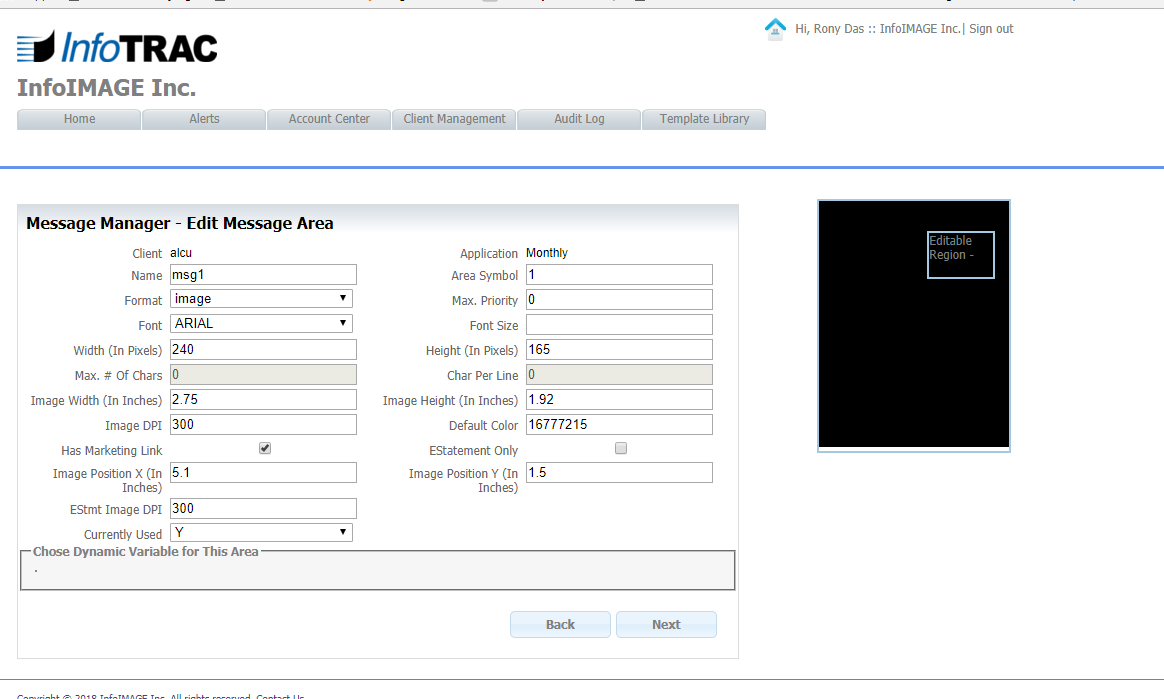 InfoTRAC
Hi, Rony Das :: InfoIMAGE Inc.| Sign out
InfoIMAGE Inc.
Home Alerts Account Center Client Management Audit Log Template Library
Message Manager - Edit Message Area
Client alcu Application Monthly
Name msg1 Area Symbol 1
Format image Max. Priority 0
Font ARIAL Font Size
Width (In Pixels) 240 Height (In Pixels) 165
Max. # Of Chars 0 Char Per Line 0
Image Width (In Inches) 2.75 Image Height (In Inches) 1.92
Image DPI 300 Default Color 16777215
Has Marketing Link EStatement Only
Image Position X (In 5.1 Image Position Y (In 1.5
Inches) Inches)
EStmt Image DPI 300
Currently Used Y
Chose Dynamic Variable for This Area
.
Back Next
Editable
Region -
Copyright © 2018 InfoIMAGE Inc. All rights reserved. Contact Us